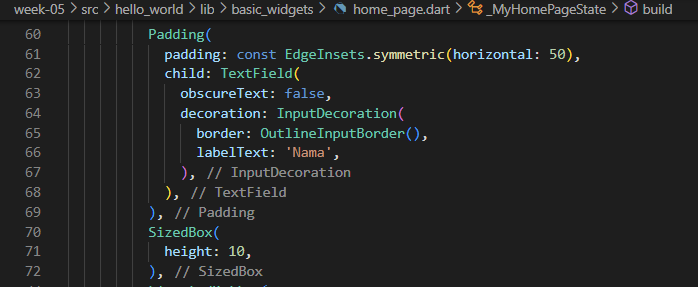 week-05 > src > hello_world > lib > basic_widgets > home_page.dart > _MyHomePageState > build
60 Padding(
61 padding: const EdgeInsets.symmetric(horizontal: 50),
62 child: TextField(
63 obscureText: false,
64 decoration: InputDecoration(
65 border: OutlineInputBorder(),
66 labelText: 'Nama',
67 ), // InputDecoration
68 ), // TextField
69 ), // Padding
70 SizedBox(
71 height: 10,
72 ), // SizedBox